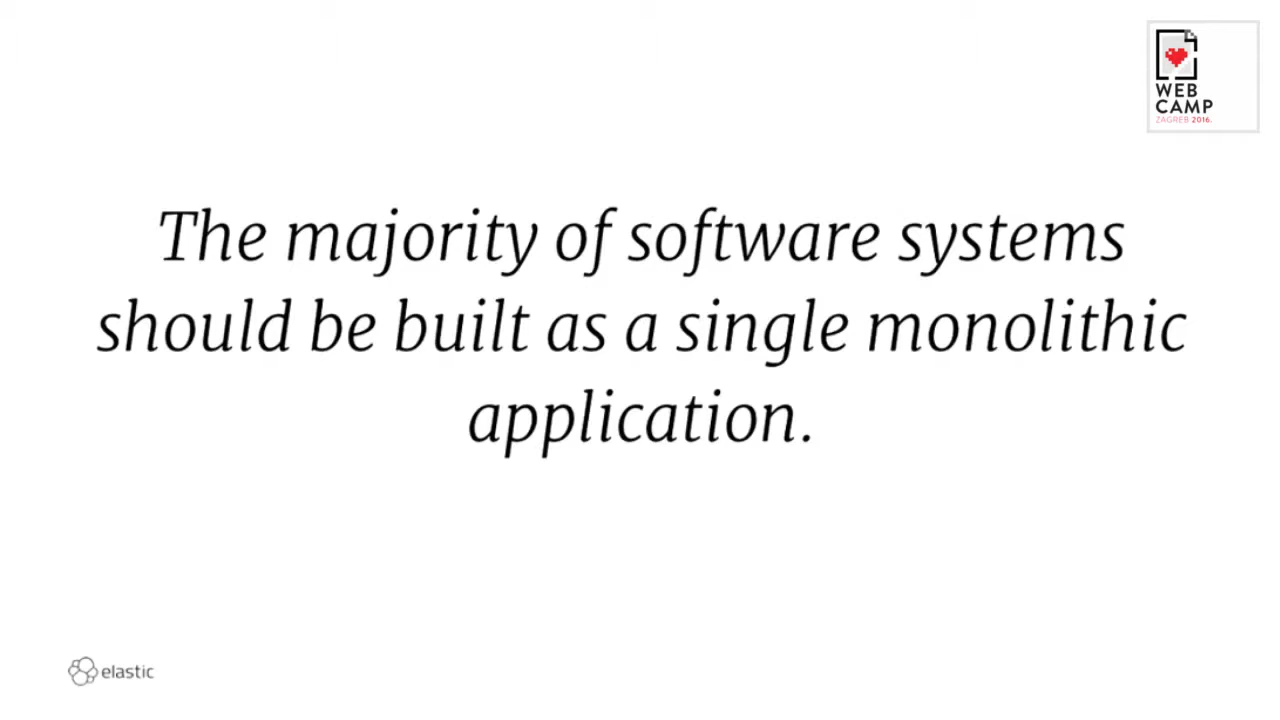 WEB
CAMP
ZAGREB 2016.
The majority of software systems
should be built as a single monolithic
application.
elastic